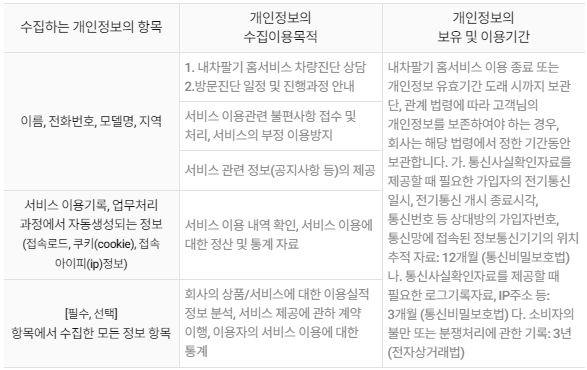 수집하는 개인정보의 항목
개인정보의
수집이용목적
개인정보의
보유 및 이용기간
이름, 전화번호, 모델명, 지역
1. 내차팔기 홈서비스 차량진단 상담
2.방문진단 일정 및 진행과정 안내
서비스 이용관련 불편사항 접수 및
처리, 서비스의 부정 이용방지
서비스 관련 정보(공지사항 등)의 제공
서비스 이용기록, 업무처리
과정에서 자동생성되는 정보
(접속로드, 쿠키(cookie), 접속
아이피(ip)정보)
서비스 이용 내역 확인, 서비스 이용에
대한 정산 및 통계 자료
[필수, 선택]
항목에서 수집한 모든 정보 항목
회사의 상품/서비스에 대한 이용실적
정보 분석, 서비스 제공에 관하 계약
이행, 이용자의 서비스 이용에 대한
통계
내차팔기 홈서비스 이용 종료 또는
개인정보 유효기간 도래 시까지 보관
단, 관계 법령에 따라 고객님의
개인정보를 보존하여야 하는 경우,
회사는 해당 법령에서 정한 기간동안
보관합니다. 가. 통신사실확인자료를
제공할 때 필요한 가입자의 전기통신
일시, 전기통신 개시 종료시각,
통신번호 등 상대방의 가입자번호,
통신망에 접속된 정보통신기기의 위치
추적 자료: 12개월 (통신비밀보호법)
나. 통신사실확인자료를 제공할 때
필요한 로그기록자료, IP주소 등:
3개월 (통신비밀보호법) 다. 소비자의
불만 또는 분쟁처리에 관한 기록: 3년
(전자상거래법)